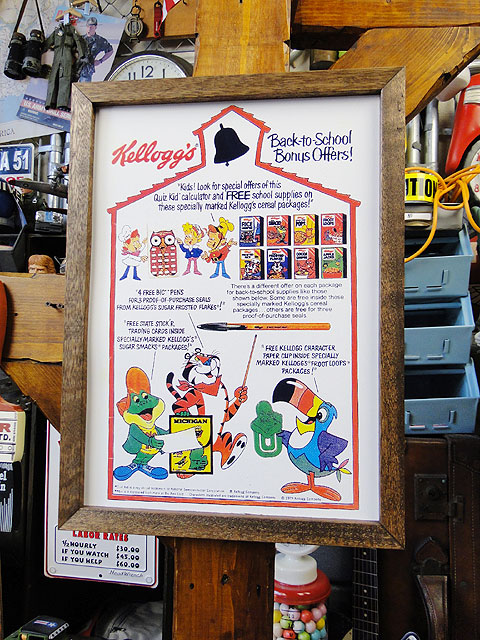 12
A 51
Kellogg's
Back-to-School
Bonus Offers!
"Kids! Look for special offers of this
Quiz Kid calculator and FREE school supplies on
these specially marked Kellogg's cereal packages!"
There's a different offer on each package
for back-to-school supplies like those
shown below. Some are free inside those
specially marked Kellogg's cereal
packages...others are free for three
proof-of-purchase seals.
"4 FREE BIC PENS
FOR 3 PROOF-OF-PURCHASE SEALS
FROM KELLOGG'S SUGAR FROSTED FLAKES!"
"FREE STATE STICK'R
TRADING CARDS INSIDE
SPECIALLY MARKED KELLOGG'S
SUGAR SMACKS PACKAGES!"
"FREE KELLOGG CHARACTER
PAPER CLIP INSIDE SPECIALLY
MARKED KELLOGG'S FROOT LOOPS
PACKAGES!"
MICHIGAN
LTD.
LABOR RATES
1/2 HOURLY $30.00
IF YOU WATCH $45.00
IF YOU HELP $60.00